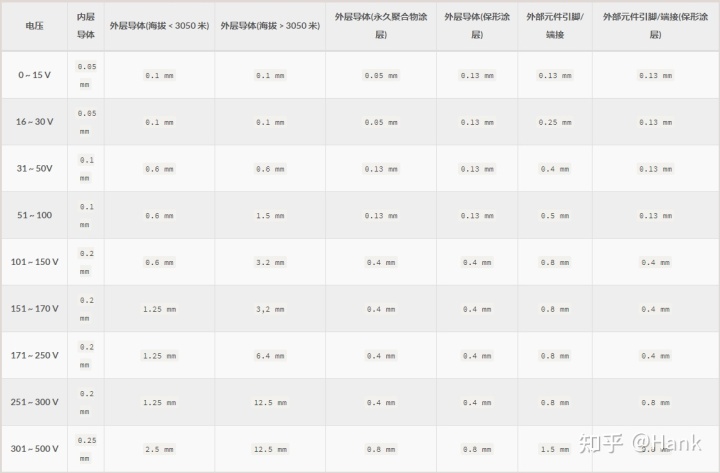 电压 内层导体 外层导体(海拔 < 3050 米) 外层导体(海拔 > 3050 米) 外层导体(永久聚合物涂层) 外层导体(保形涂层) 外部元件引脚/端接 外部元件引脚/端接(保形涂层)
0 ~ 15 V 0.05 mm 0.1 mm 0.1 mm 0.05 mm 0.13 mm 0.13 mm 0.13 mm
16 ~ 30 V 0.05 mm 0.1 mm 0.1 mm 0.05 mm 0.13 mm 0.25 mm 0.13 mm
31 ~ 50V 0.1 mm 0.6 mm 0.6 mm 0.13 mm 0.13 mm 0.4 mm 0.13 mm
51 ~ 100 0.1 mm 0.6 mm 1.5 mm 0.13 mm 0.13 mm 0.5 mm 0.13 mm
101 ~ 150 V 0.2 mm 0.6 mm 3.2 mm 0.4 mm 0.4 mm 0.8 mm 0.4 mm
151 ~ 170 V 0.2 mm 1.25 mm 3,2 mm 0.4 mm 0.4 mm 0.8 mm 0.4 mm
171 ~ 250 V 0.2 mm 1.25 mm 6.4 mm 0.4 mm 0.4 mm 0.8 mm 0.4 mm
251 ~ 300 V 0.2 mm 1.25 mm 12.5 mm 0.4 mm 0.4 mm 0.8 mm 0.8 mm
301 ~ 500 V 0.25 mm 2.5 mm 12.5 mm 0.8 mm 0.8 mm 1.5 mm mm
知乎 @Hank